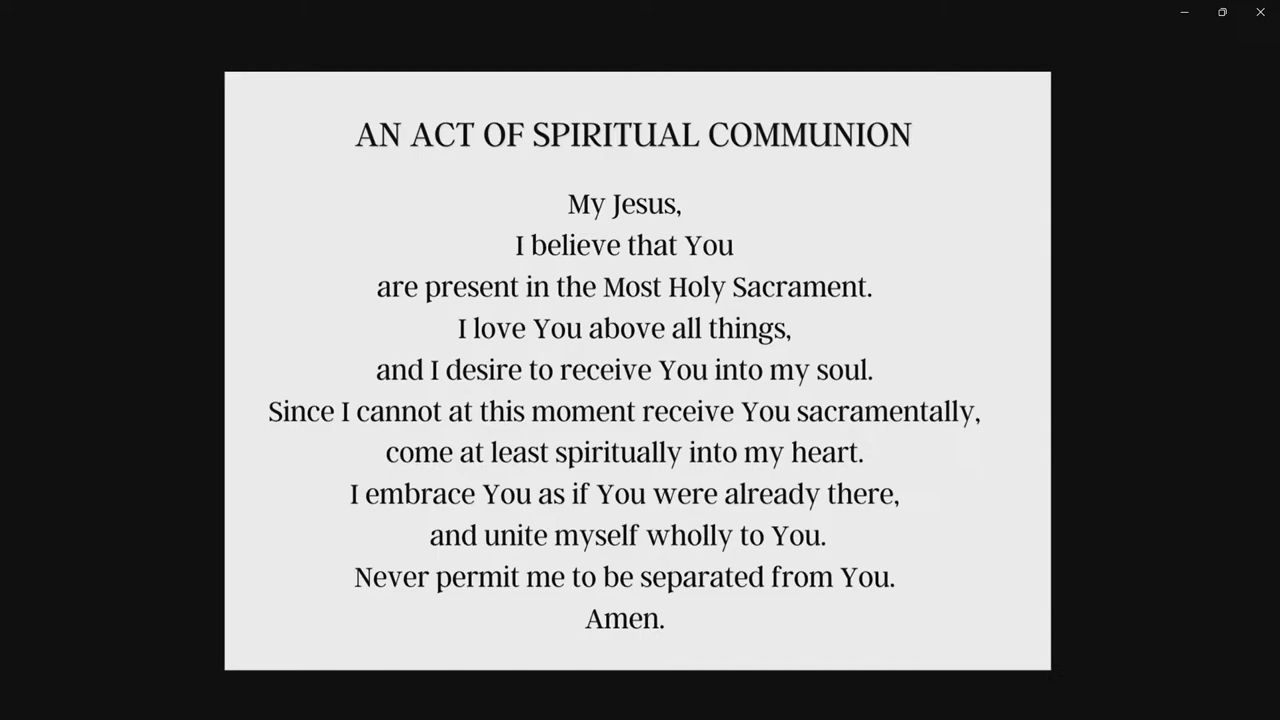 AN ACT OF SPIRITUAL COMMUNION
My Jesus,
I believe that You
are present in the Most Holy Sacrament.
I love You above all things,
and I desire to receive You into my soul.
Since I cannot at this moment receive You sacramentally,
come at least spiritually into my heart.
I embrace You as if You were already there,
and unite myself wholly to You.
Never permit me to be separated from You.
Amen.